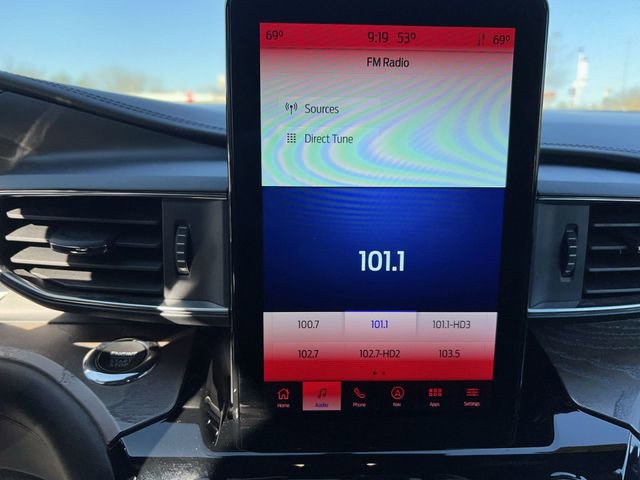 69° 9:19 53° 69°
FM Radio
Sources
Direct Tune
101.1
100.7 101.1 101.1-HD3
102.7 102.7-HD2 103.5
Home Audio Phone Nav Apps Settings